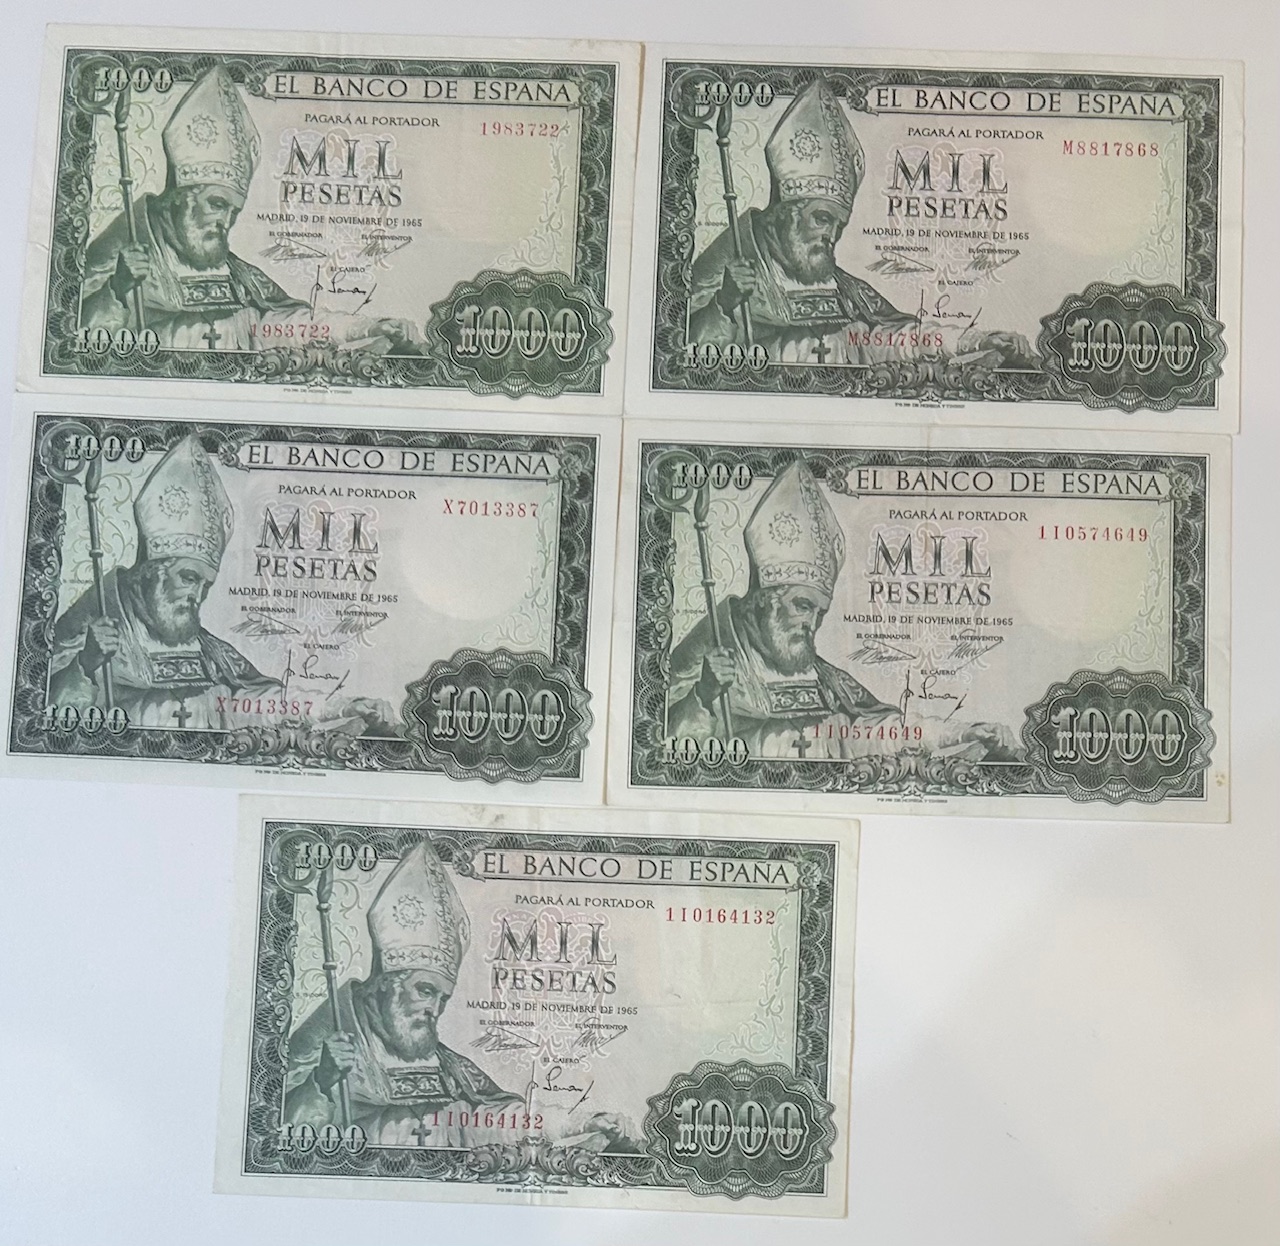 1000
EL BANCO DE ESPAÑA
PAGARÁ AL PORTADOR
1983722
MIL
PESETAS
MADRID, 19 DE NOVIEMBRE DE 1965
EL GOBERNADOR
EL INTERVENTOR
EL CAJERO
1983722
1000
1000
1000
EL BANCO DE ESPAÑA
PAGARÁ AL PORTADOR
M8817868
MIL
PESETAS
MADRID, 19 DE NOVIEMBRE DE 1965
EL GOBERNADOR
EL INTERVENTOR
EL CAJERO
M8817868
1000
1000
1000
EL BANCO DE ESPAÑA
PAGARÁ AL PORTADOR
X7013387
MIL
PESETAS
MADRID, 19 DE NOVIEMBRE DE 1965
EL GOBERNADOR
EL INTERVENTOR
EL CAJERO
X7013387
1000
1000
1000
EL BANCO DE ESPAÑA
PAGARÁ AL PORTADOR
1I0574649
MIL
PESETAS
MADRID, 19 DE NOVIEMBRE DE 1965
EL GOBERNADOR
EL INTERVENTOR
EL CAJERO
1I0574649
1000
1000
1000
EL BANCO DE ESPAÑA
PAGARÁ AL PORTADOR
1I0164132
MIL
PESETAS
MADRID, 19 DE NOVIEMBRE DE 1965
EL GOBERNADOR
EL INTERVENTOR
EL CAJERO
1I0164132
1000
1000